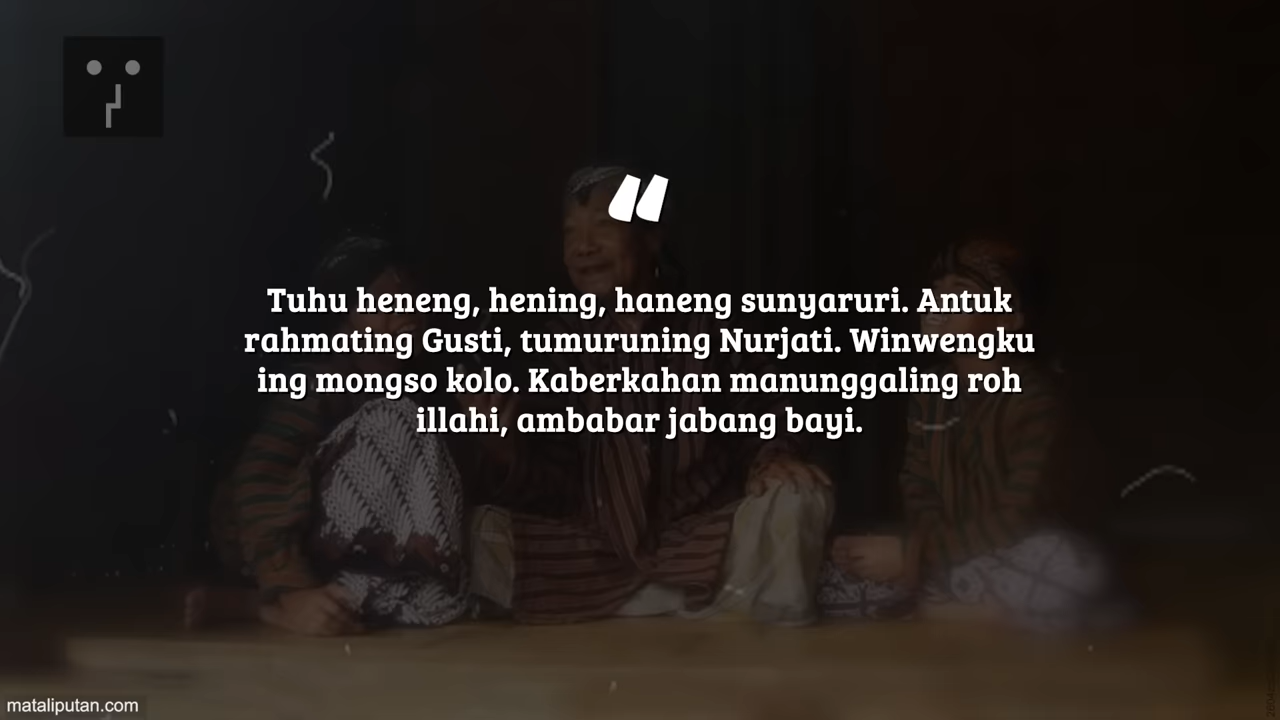 Tuhu heneng, hening, haneng sunyaruri. Antuk
rahmating Gusti, tumuruning Nurjati. Winwengku
ing mongso kolo. Kaberkahan manunggaling roh
illahi, ambabar jabang bayi.
mataliputan.com